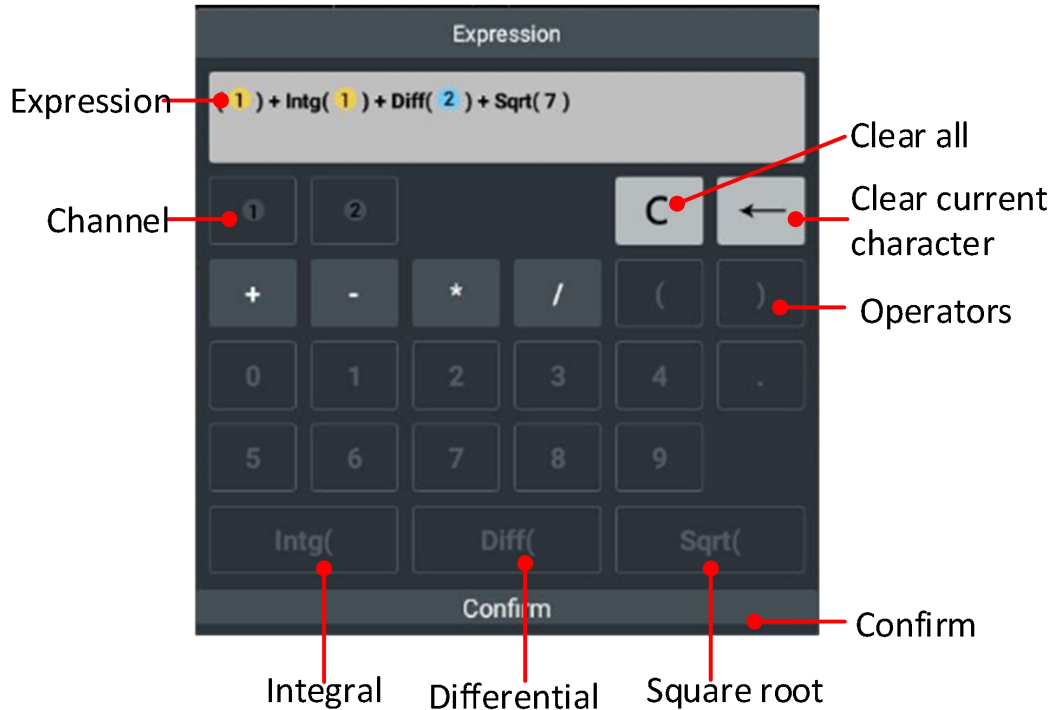 Expression
Expression
( 1 ) + Intg( 1 ) + Diff( 2 ) + Sqrt( 7 )
Clear all
Channel
1 2 C ←
Clear current
character
+ - * / ( )
Operators
0 1 2 3 4 .
5 6 7 8 9
Intg( Diff( Sqrt(
Confirm
Confirm
Integral Differential Square root